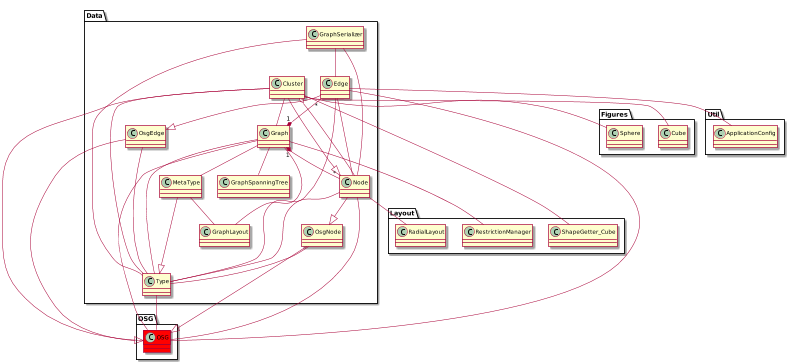 Data
C GraphSerializer
C Cluster
C Edge
Figures
Util
C OsgEdge
C Graph
1
*
C Sphere
C Cube
C ApplicationConfig
1
C MetaType
C GraphSpanningTree
C Node
Layout
C GraphLayout
C OsgNode
C RadialLayout
C RestrictionManager
C ShapeGetter_Cube
C Type
OSG
C